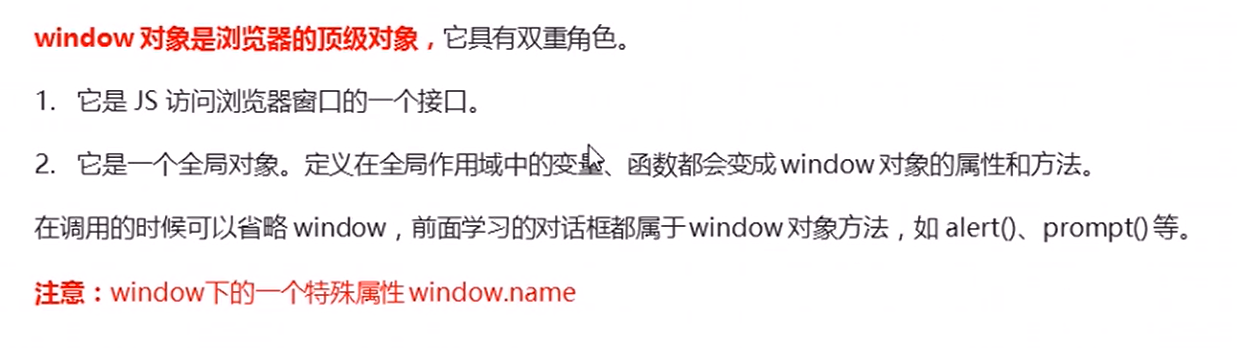 window 对象是浏览器的顶级对象，它具有双重角色。
1. 它是 JS 访问浏览器窗口的一个接口。
2. 它是一个全局对象。定义在全局作用域中的变量、函数都会变成 window 对象的属性和方法。
在调用的时候可以省略 window，前面学习的对话框都属于 window 对象方法，如 alert()、prompt() 等。
注意：window下的一个特殊属性 window.name